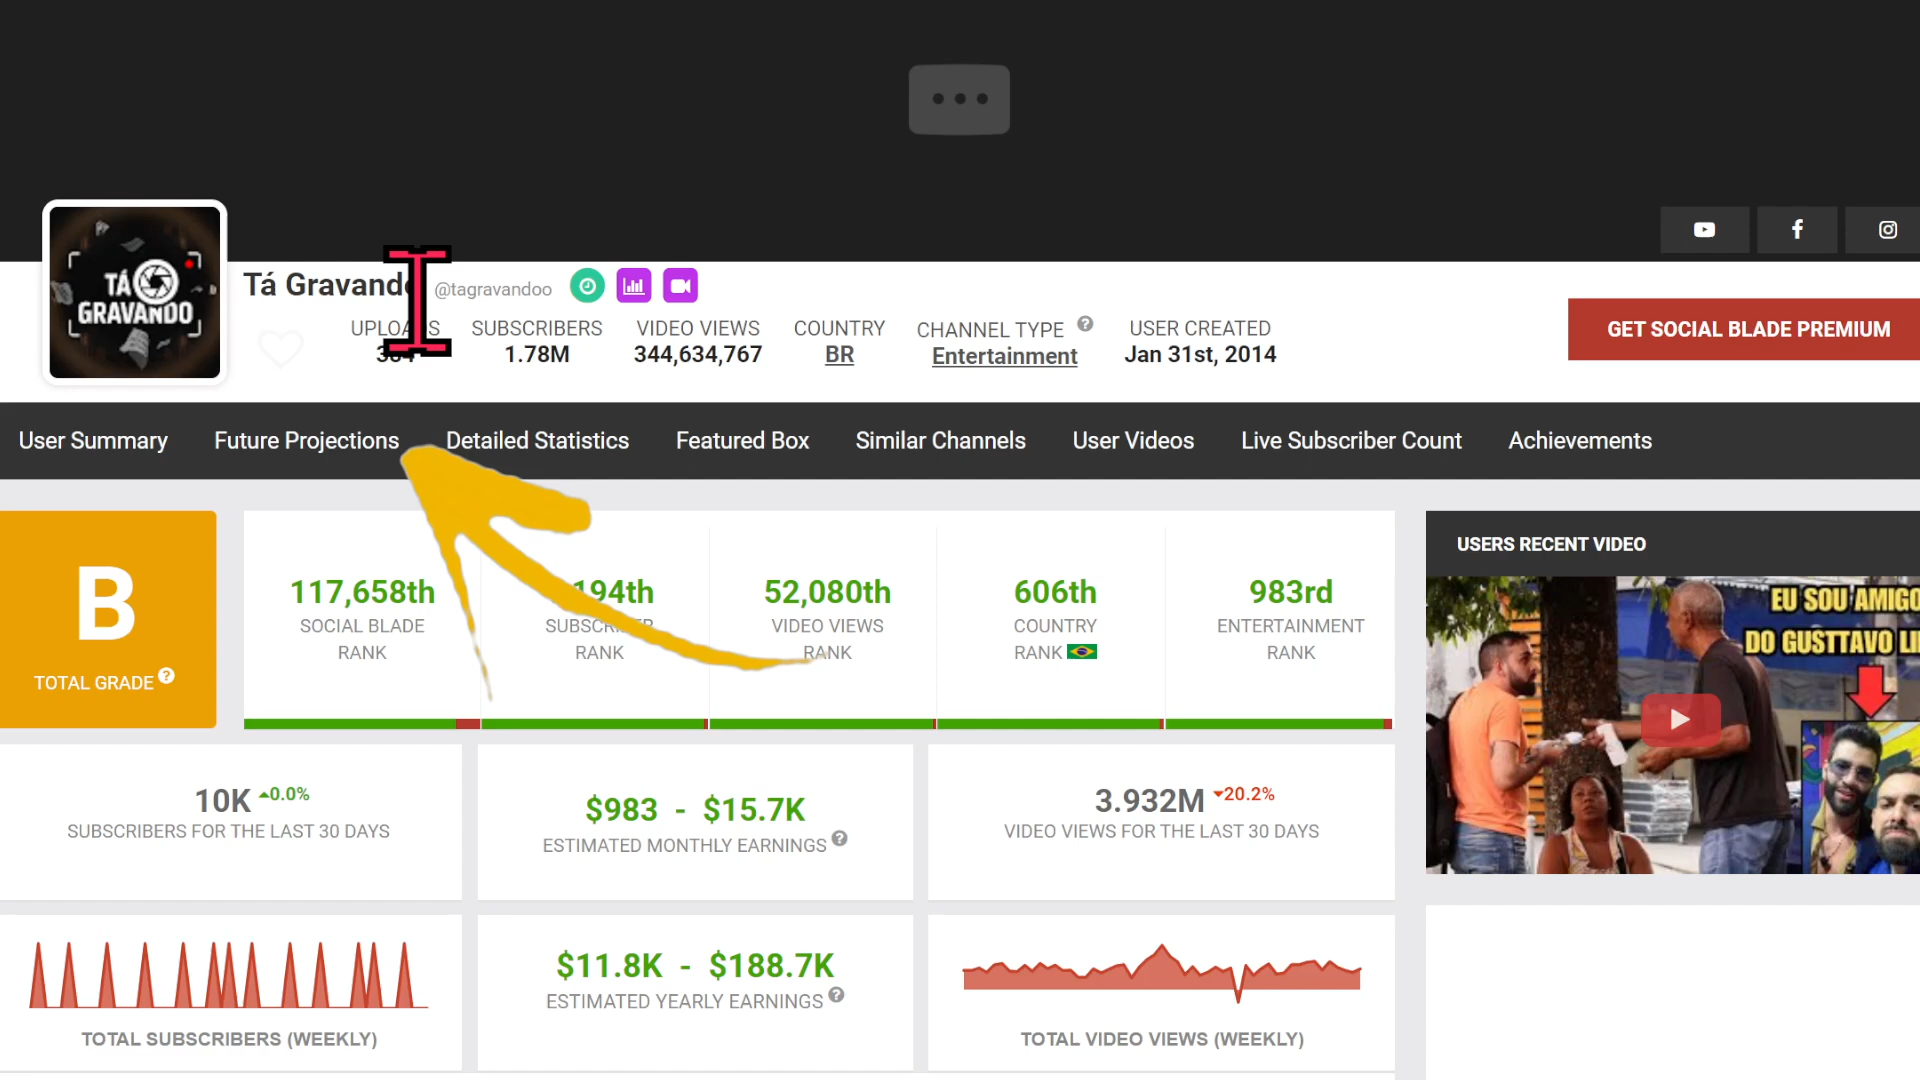 TÁ
GRAVANDO
Tá Gravando @tagravandoo
UPLOADS SUBSCRIBERS VIDEO VIEWS COUNTRY CHANNEL TYPE ? USER CREATED
1.78M 344,634,767 BR Entertainment Jan 31st, 2014
GET SOCIAL BLADE PREMIUM
User Summary Future Projections Detailed Statistics Featured Box Similar Channels User Videos Live Subscriber Count Achievements
B
TOTAL GRADE ?
117,658th
SOCIAL BLADE
RANK
194th
SUBSCRIBER
RANK
52,080th
VIDEO VIEWS
RANK
606th
COUNTRY
RANK
983rd
ENTERTAINMENT
RANK
USERS RECENT VIDEO
EU SOU AMIGO
DO GUSTTAVO LI
10K 0.0%
SUBSCRIBERS FOR THE LAST 30 DAYS
$983 - $15.7K
ESTIMATED MONTHLY EARNINGS ?
3.932M 20.2%
VIDEO VIEWS FOR THE LAST 30 DAYS
TOTAL SUBSCRIBERS (WEEKLY)
$11.8K - $188.7K
ESTIMATED YEARLY EARNINGS ?
TOTAL VIDEO VIEWS (WEEKLY)